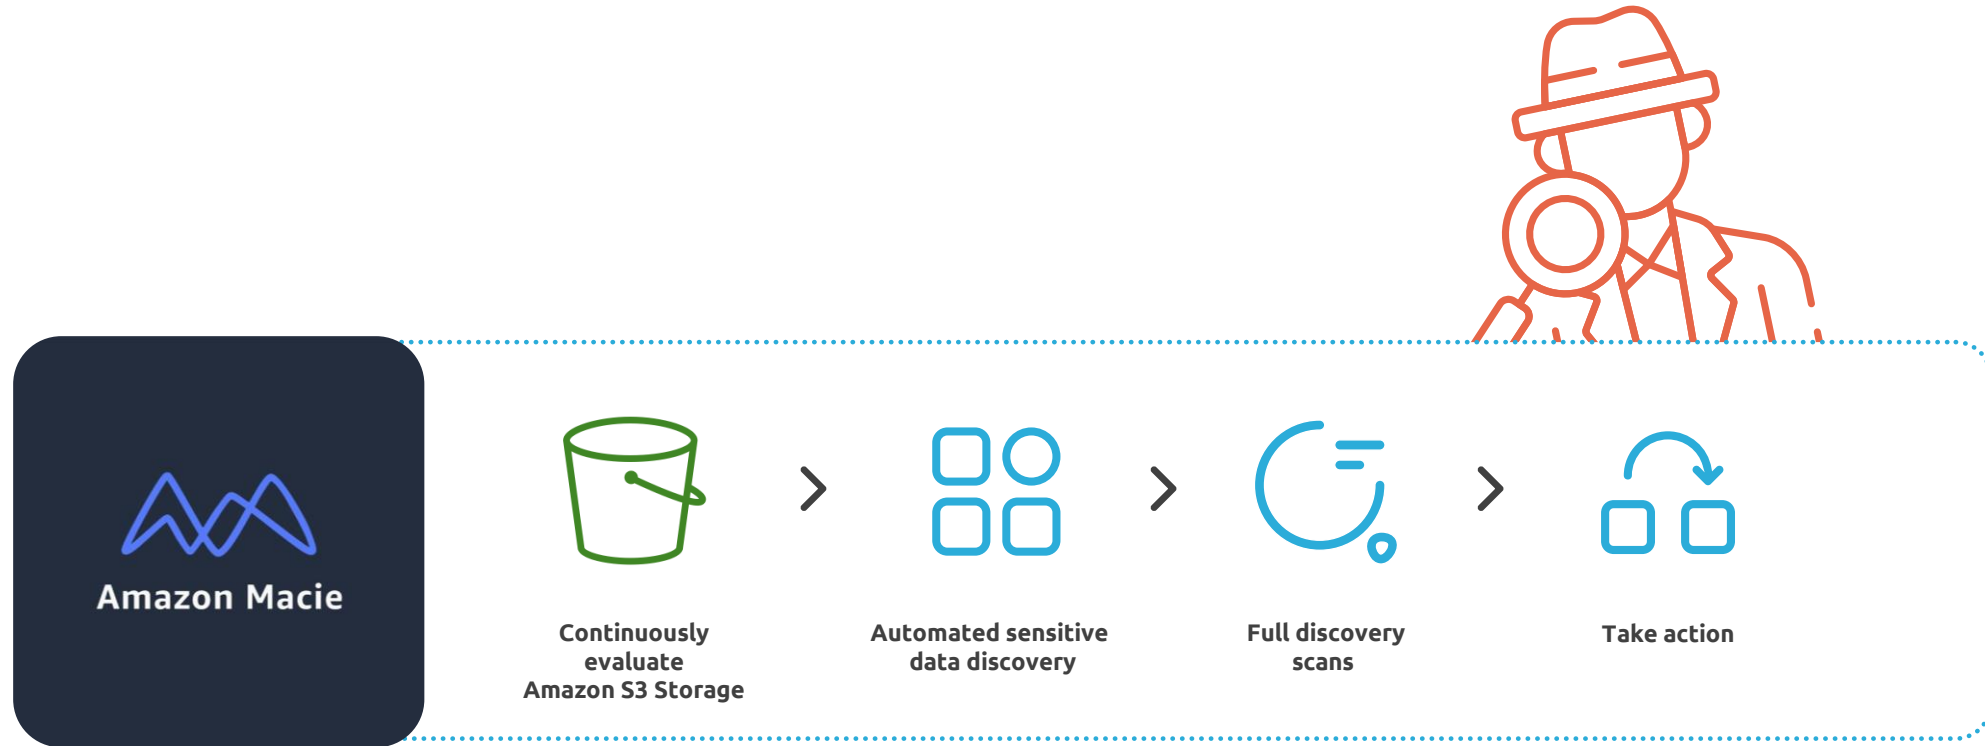 Amazon Macie
Continuously
evaluate
Amazon S3 Storage
Automated sensitive
data discovery
Full discovery
scans
Take action